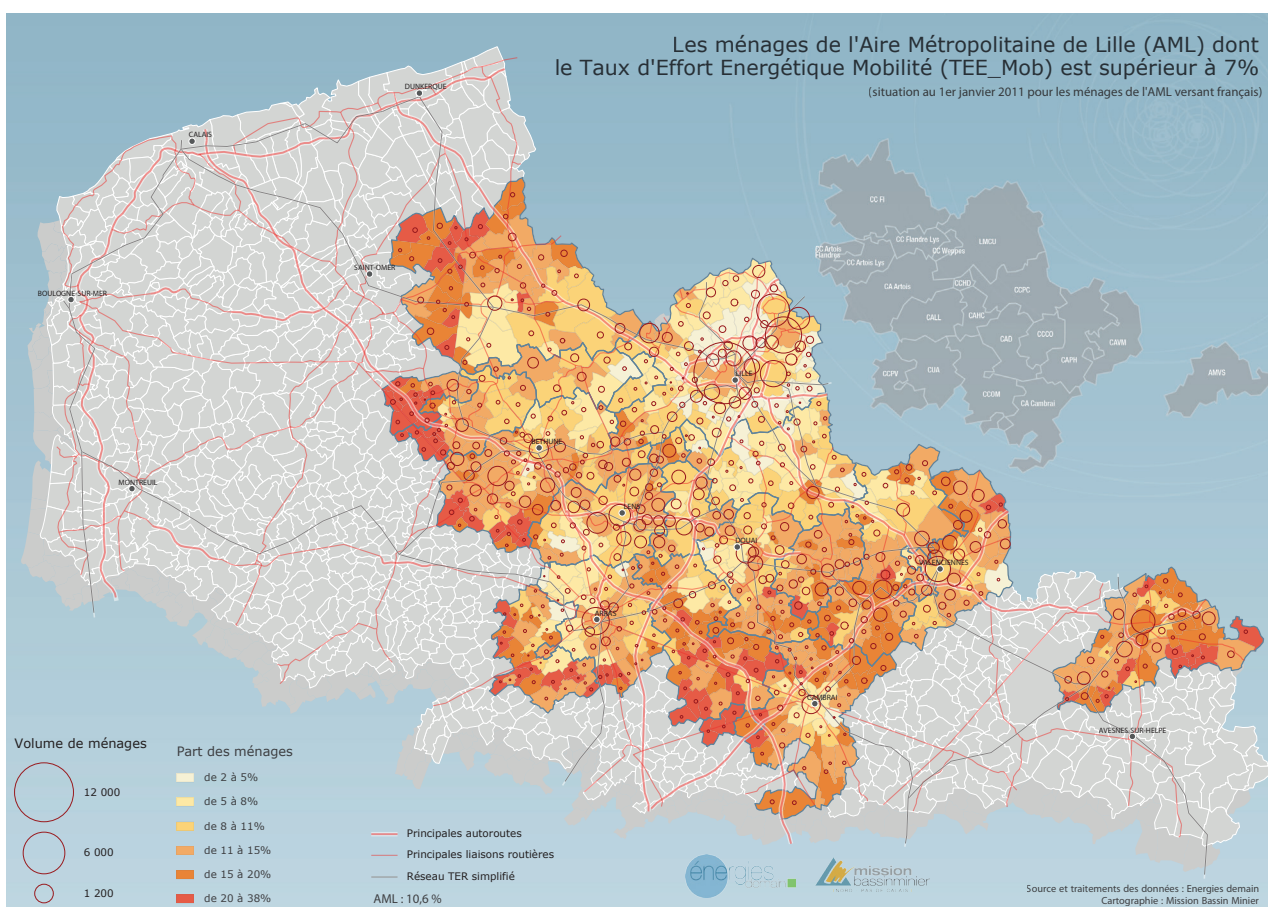 Les ménages de l'Aire Métropolitaine de Lille (AML) dont
le Taux d'Effort Energétique Mobilité (TEE_Mob) est supérieur à 7%
(situation au 1er janvier 2011 pour les ménages de l'AML versant français)
DUNKERQUE
CALAIS
SAINT-OMER
BOULOGNE-SUR-MER
MONTREUIL
LILLE
BETHUNE
LENS
DOUAI
VALENCIENNES
ARRAS
CAMBRAI
AVESNES SUR-HELPE
CC Fl
CC Flandre Lys
LMCU
CC Weppes
CC Artois
Flandres
CC Artois Lys
CA Artois
CCHD
CCPC
CALL
CAHC
CAD
CCCO
CAVM
CAPH
CCPV
CUA
CCOM
CA Cambrai
AMVS
Volume de ménages
12 000
6 000
1 200
Part des ménages
de 2 à 5%
de 5 à 8%
de 8 à 11%
de 11 à 15%
de 15 à 20%
de 20 à 38%
Principales autoroutes
Principales liaisons routières
Réseau TER simplifié
AML : 10,6 %
énergies
demain
mission
bassinminier
Source et traitements des données : Energies demain
Cartographie : Mission Bassin Minier